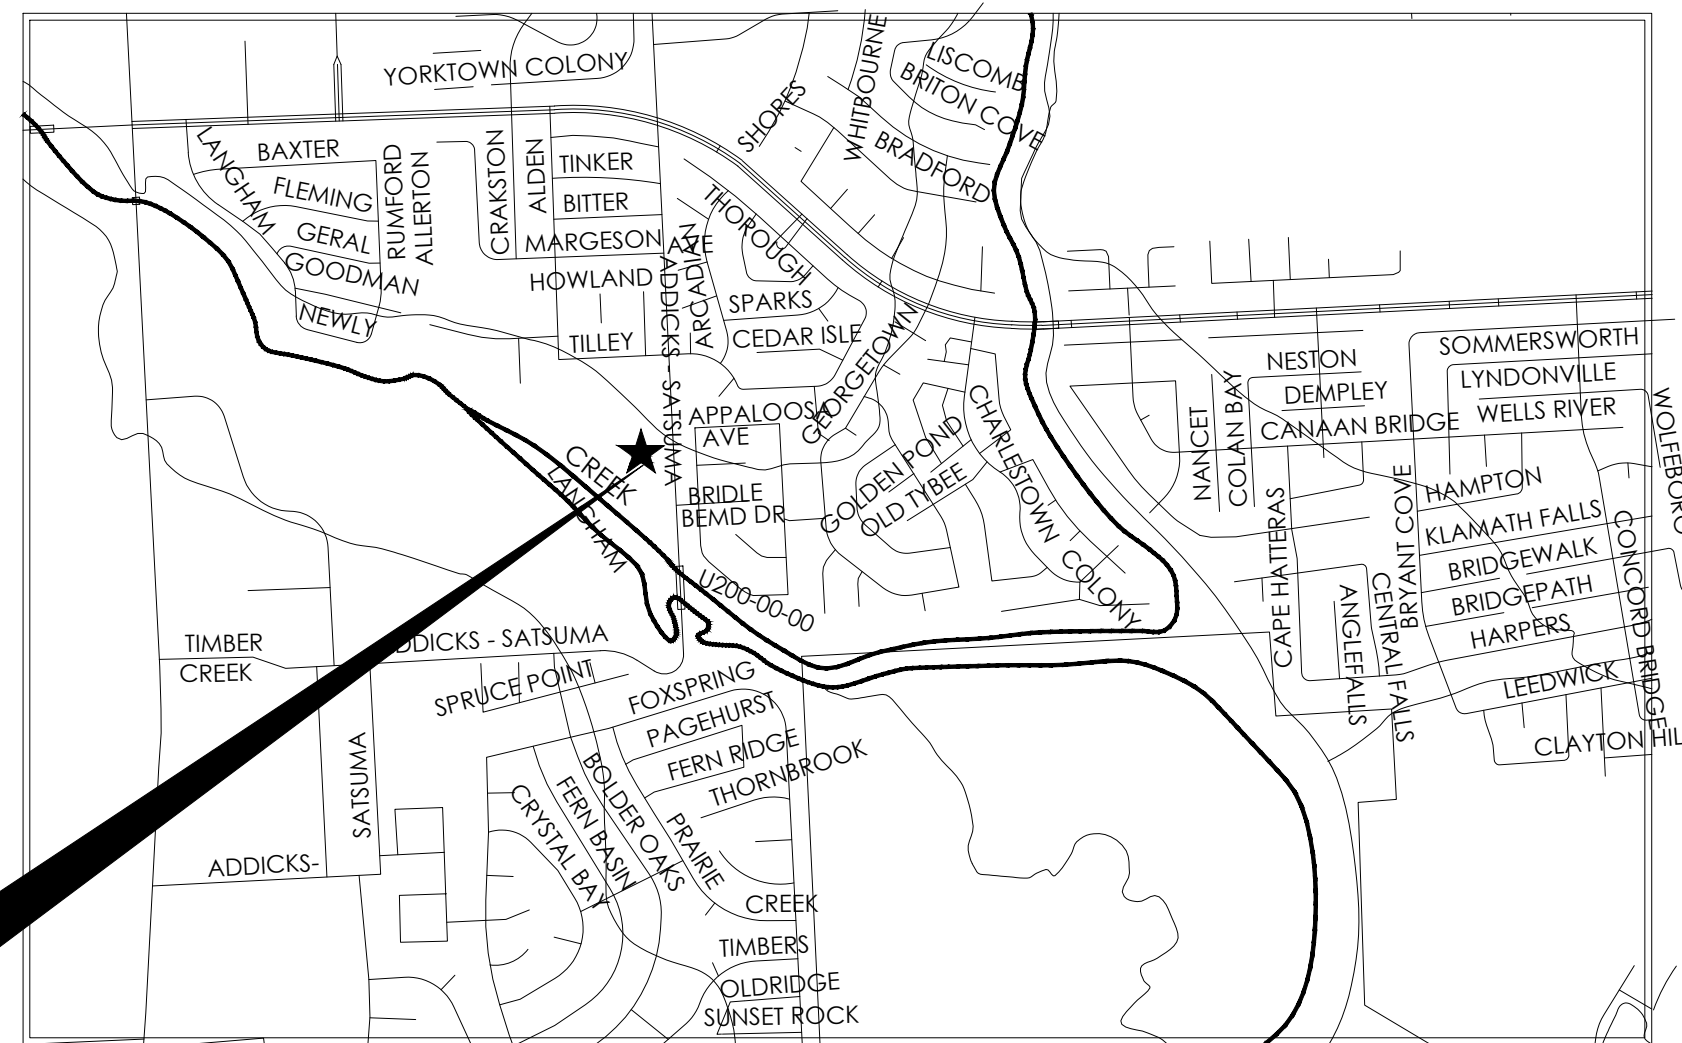 YORKTOWN COLONY
SHORES
WHITBOURNE
LISCOMB
BRITON COVE
BRADFORD
LANGHAM
BAXTER
FLEMING
GERAL
GOODMAN
NEWLY
RUMFORD
ALLERTON
CRAKSTON
ALDEN
TINKER
BITTER
MARGESON AVE
HOWLAND
TILLEY
ADDICKS - SATSUMA
ARCADIAN
THOROUGH
SPARKS
CEDAR ISLE
GEORGETOWN
APPALOOSA
AVE
BRIDLE
BEMD DR
GOLDEN POND
OLD TYBEE
CHARLESTOWN COLONY
NANCET
COLAN BAY
NESTON
DEMPLEY
CANAAN BRIDGE
SOMMERSWORTH
LYNDONVILLE
WELLS RIVER
WOLFEBORO
HAMPTON
KLAMATH FALLS
BRIDGEWALK
BRIDGEPATH
HARPERS
LEEDWICK
CLAYTON HIL
CONCORD BRIDGE
BRYANT COVE
CENTRAL FALLS
ANGLEFALLS
CAPE HATTERAS
CREEK
LANGHAM
U200-00-00
TIMBER
CREEK
DDICKS - SATSUMA
SPRUCE POINT
FOXSPRING
PAGEHURST
FERN RIDGE
THORNBROOK
SATSUMA
ADDICKS-
CRYSTAL BAY
FERN BASIN
BOLDER OAKS
PRAIRIE
CREEK
TIMBERS
OLDRIDGE
SUNSET ROCK